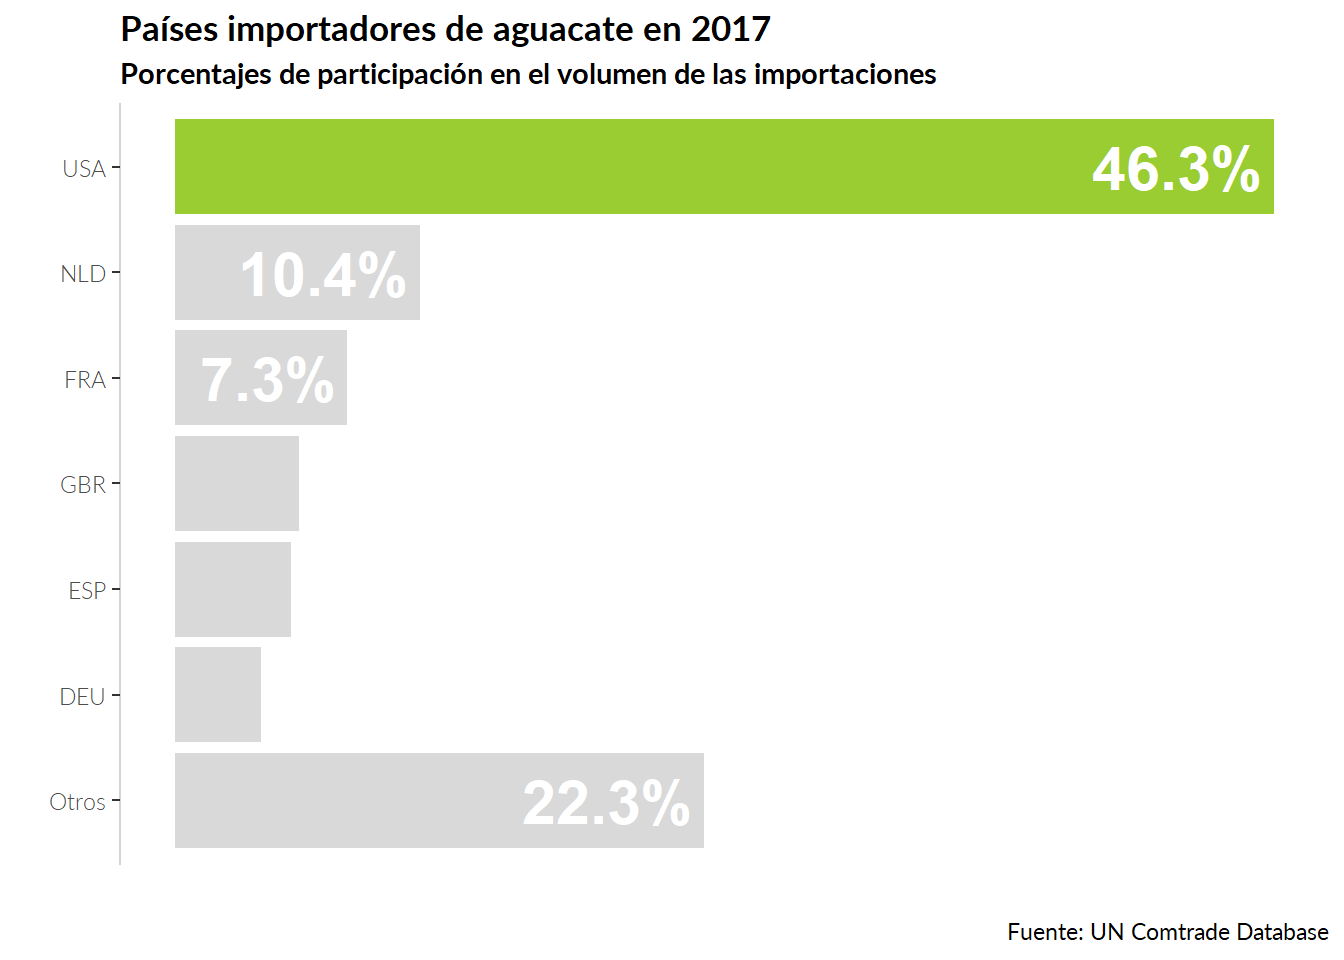 Países importadores de aguacate en 2017
Porcentajes de participación en el volumen de las importaciones
USA
46.3%
NLD
10.4%
FRA
7.3%
GBR
ESP
DEU
Otros
22.3%
Fuente: UN Comtrade Database